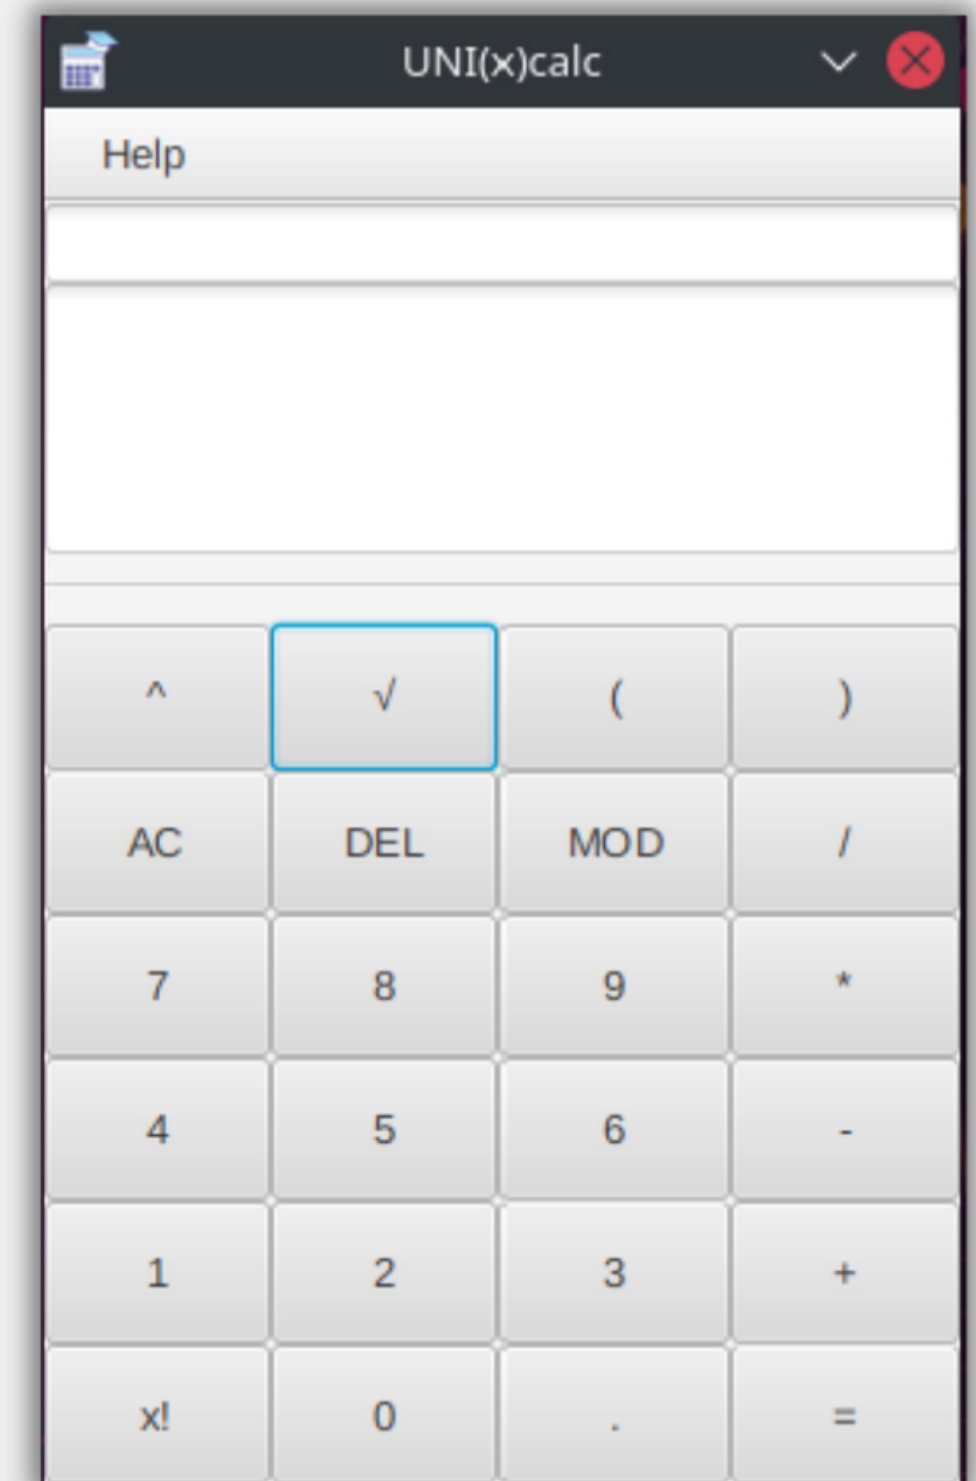 UNI(x)calc
Help
^ √ ( )
AC DEL MOD /
7 8 9 *
4 5 6 -
1 2 3 +
x! 0 . =